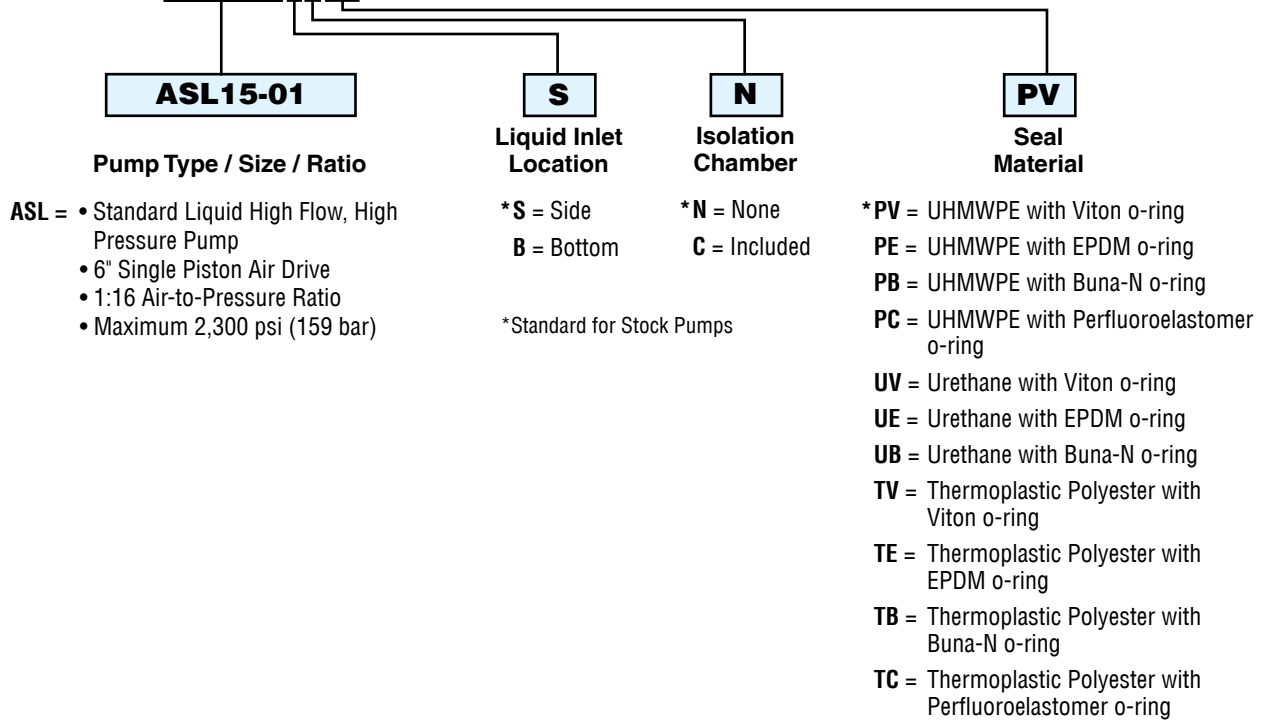 ASL15-01
S
N
PV
Pump Type / Size / Ratio
Liquid Inlet
Location
Isolation
Chamber
Seal
Material
ASL = • Standard Liquid High Flow, High
Pressure Pump
• 6" Single Piston Air Drive
• 1:16 Air-to-Pressure Ratio
• Maximum 2,300 psi (159 bar)
*S = Side
B = Bottom
*Standard for Stock Pumps
*N = None
C = Included
*PV = UHMWPE with Viton o-ring
PE = UHMWPE with EPDM o-ring
PB = UHMWPE with Buna-N o-ring
PC = UHMWPE with Perfluoroelastomer
o-ring
UV = Urethane with Viton o-ring
UE = Urethane with EPDM o-ring
UB = Urethane with Buna-N o-ring
TV = Thermoplastic Polyester with
Viton o-ring
TE = Thermoplastic Polyester with
EPDM o-ring
TB = Thermoplastic Polyester with
Buna-N o-ring
TC = Thermoplastic Polyester with
Perfluoroelastomer o-ring